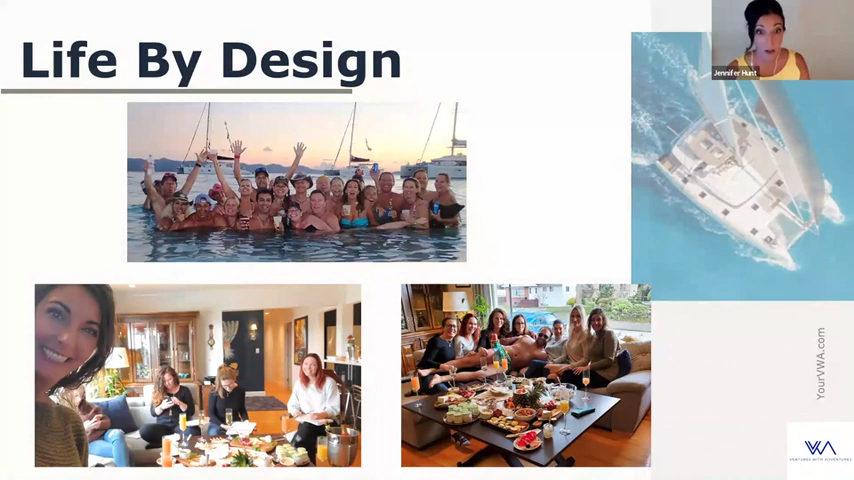 Life By Design
Jennifer Hunt
YourVWA.com
VWA
VENTURES WITH ADVENTURES